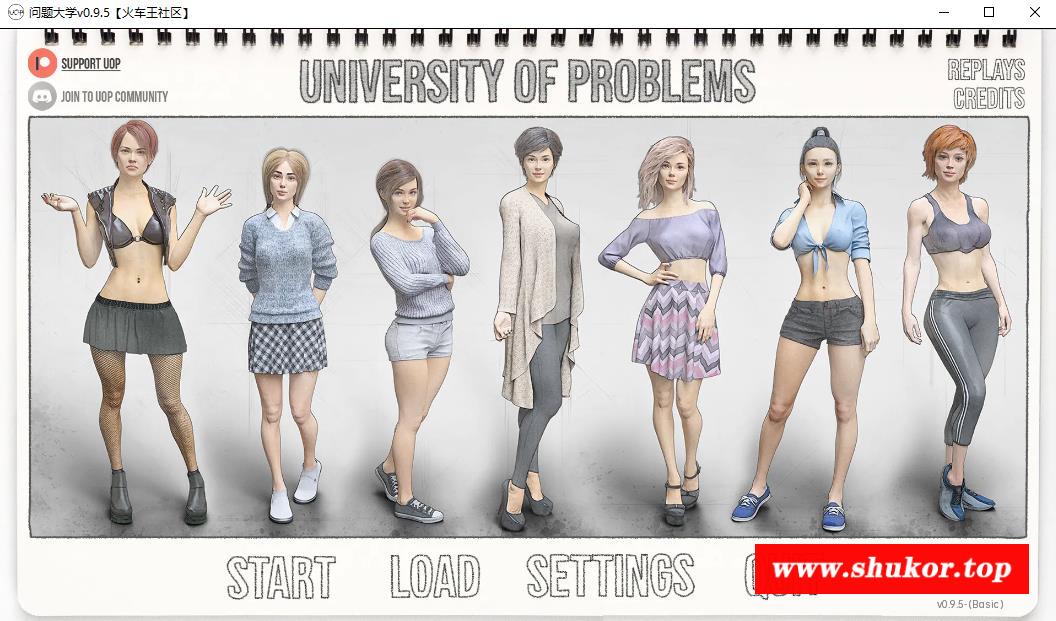 问题大学v0.9.5【火车王社区】
SUPPORT UOP
JOIN TO UOP COMMUNITY
UNIVERSITY OF PROBLEMS
REPLAYS
CREDITS
START
LOAD
SETTINGS
www.shukor.top
v0.9.5-(Basic)